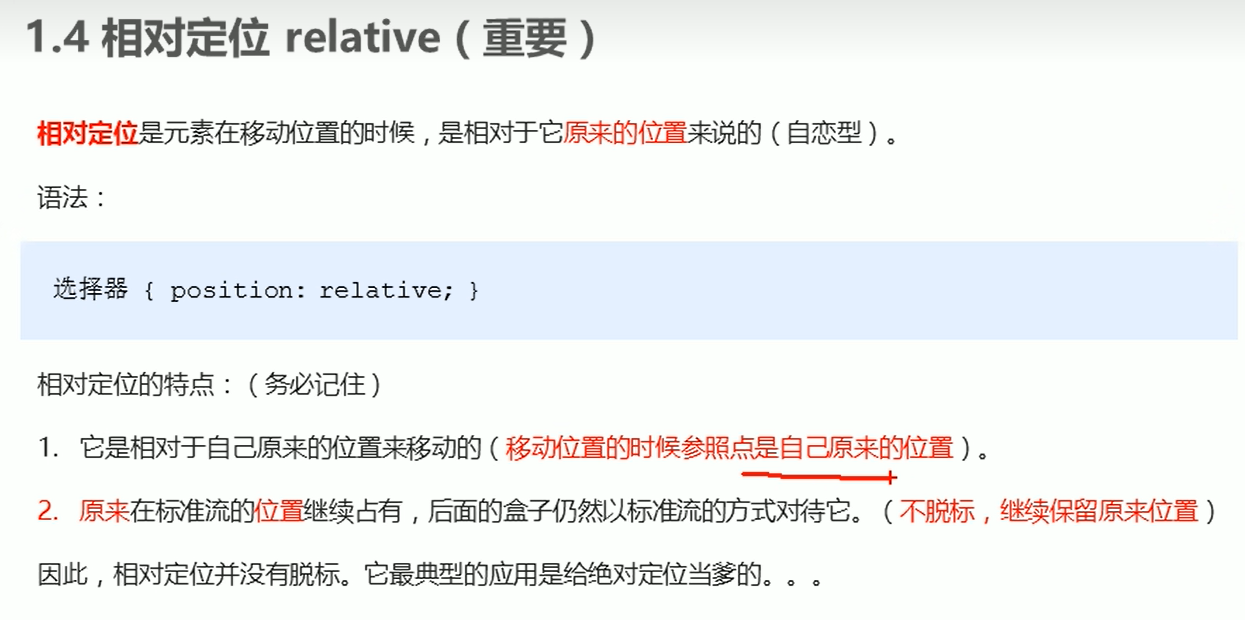 1.4 相对定位 relative（重要）
相对定位是元素在移动位置的时候，是相对于它原来的位置来说的（自恋型）。
语法：
选择器 { position: relative; }
相对定位的特点：（务必记住）
1. 它是相对于自己原来的位置来移动的（移动位置的时候参照点是自己原来的位置）。
2. 原来在标准流的位置继续占有，后面的盒子仍然以标准流的方式对待它。（不脱标，继续保留原来位置）
因此，相对定位并没有脱标。它最典型的应用是给绝对定位当爹的。。。